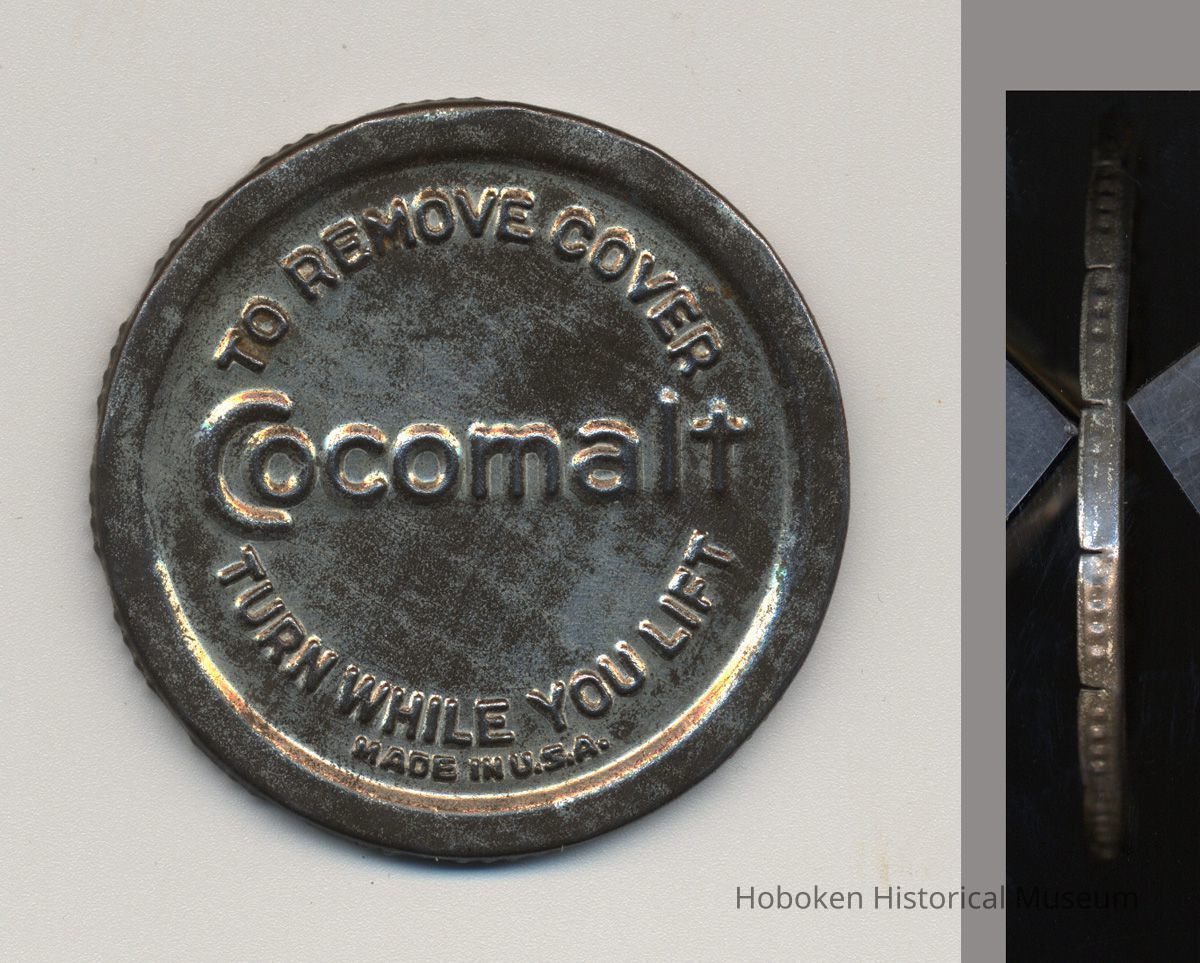 TO REMOVE COVER
Cocomalt
TURN WHILE YOU LIFT
MADE IN U.S.A.
Hoboken Historical Museum